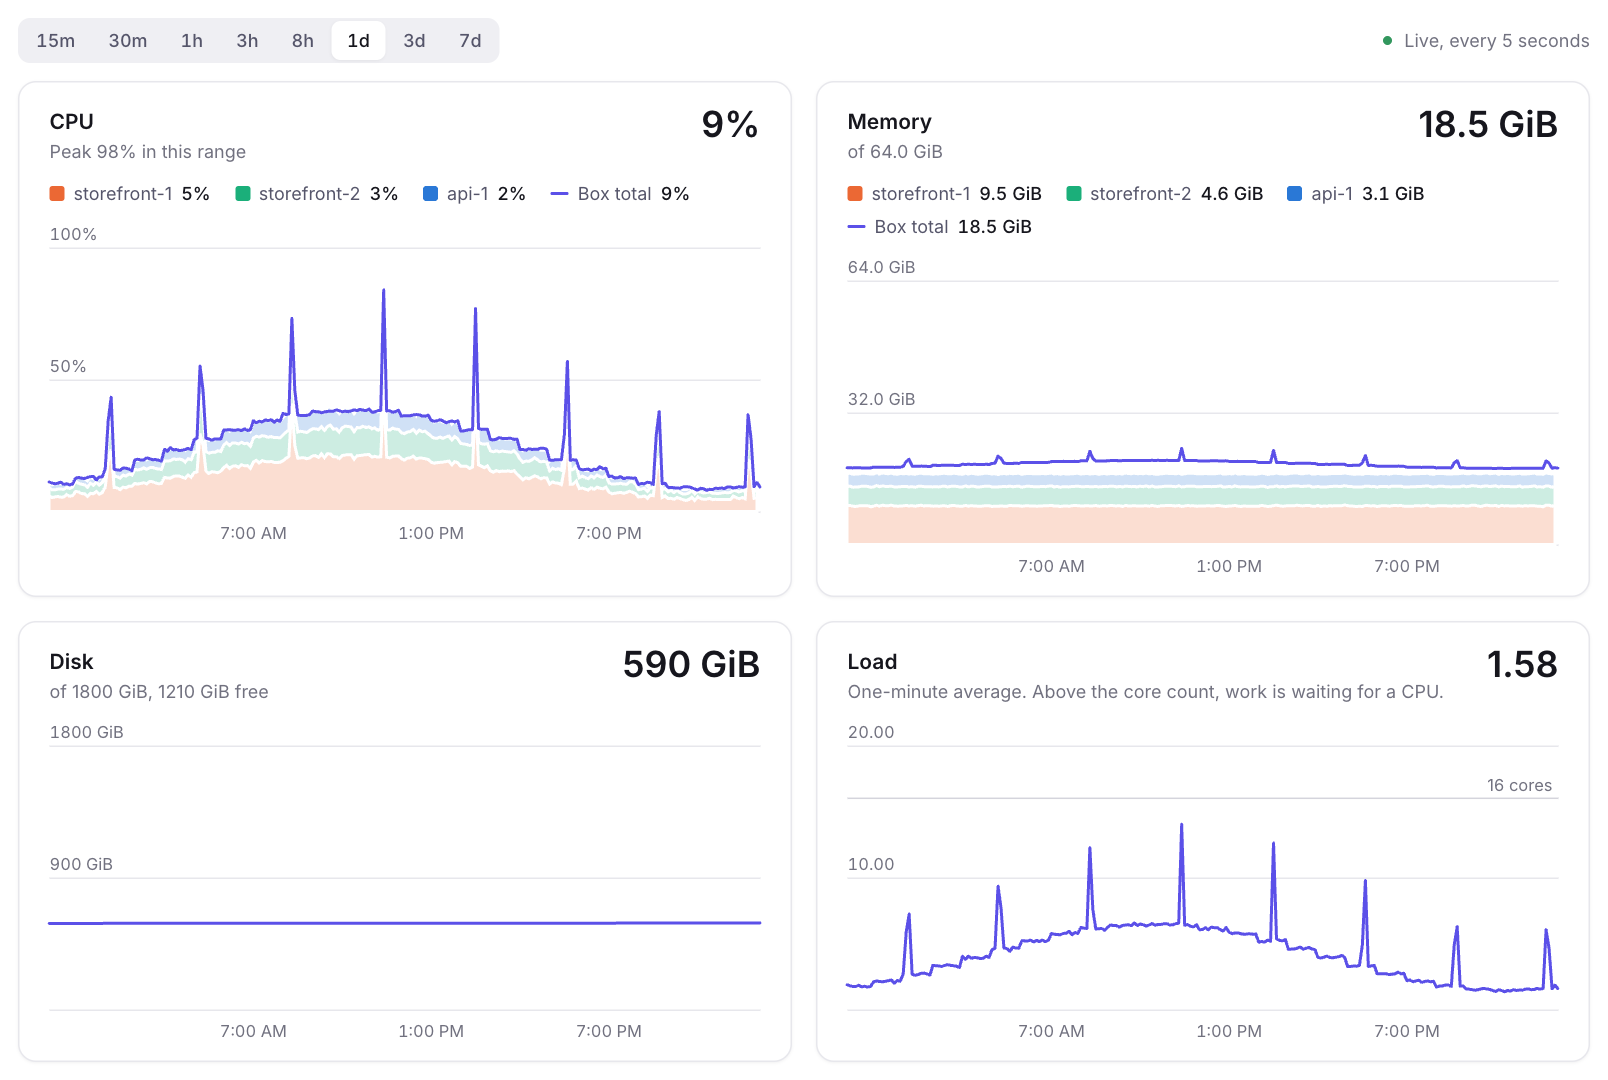 15m 30m 1h 3h 8h 1d 3d 7d
Live, every 5 seconds
CPU
9%
Peak 98% in this range
storefront-1 5% storefront-2 3% api-1 2% Box total 9%
100%
50%
7:00 AM 1:00 PM 7:00 PM
Memory
18.5 GiB
of 64.0 GiB
storefront-1 9.5 GiB storefront-2 4.6 GiB api-1 3.1 GiB
Box total 18.5 GiB
64.0 GiB
32.0 GiB
7:00 AM 1:00 PM 7:00 PM
Disk
590 GiB
of 1800 GiB, 1210 GiB free
1800 GiB
900 GiB
7:00 AM 1:00 PM 7:00 PM
Load
1.58
One-minute average. Above the core count, work is waiting for a CPU.
20.00
16 cores
10.00
7:00 AM 1:00 PM 7:00 PM